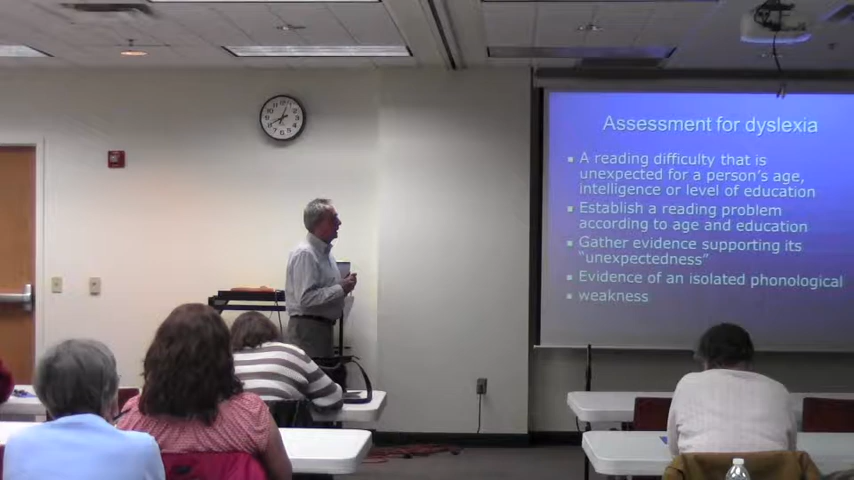 Assessment for dyslexia
▪ A reading difficulty that is
unexpected for a person's age,
intelligence or level of education
▪ Establish a reading problem
according to age and education
▪ Gather evidence supporting its
"unexpectedness"
▪ Evidence of an isolated phonological
▪ weakness